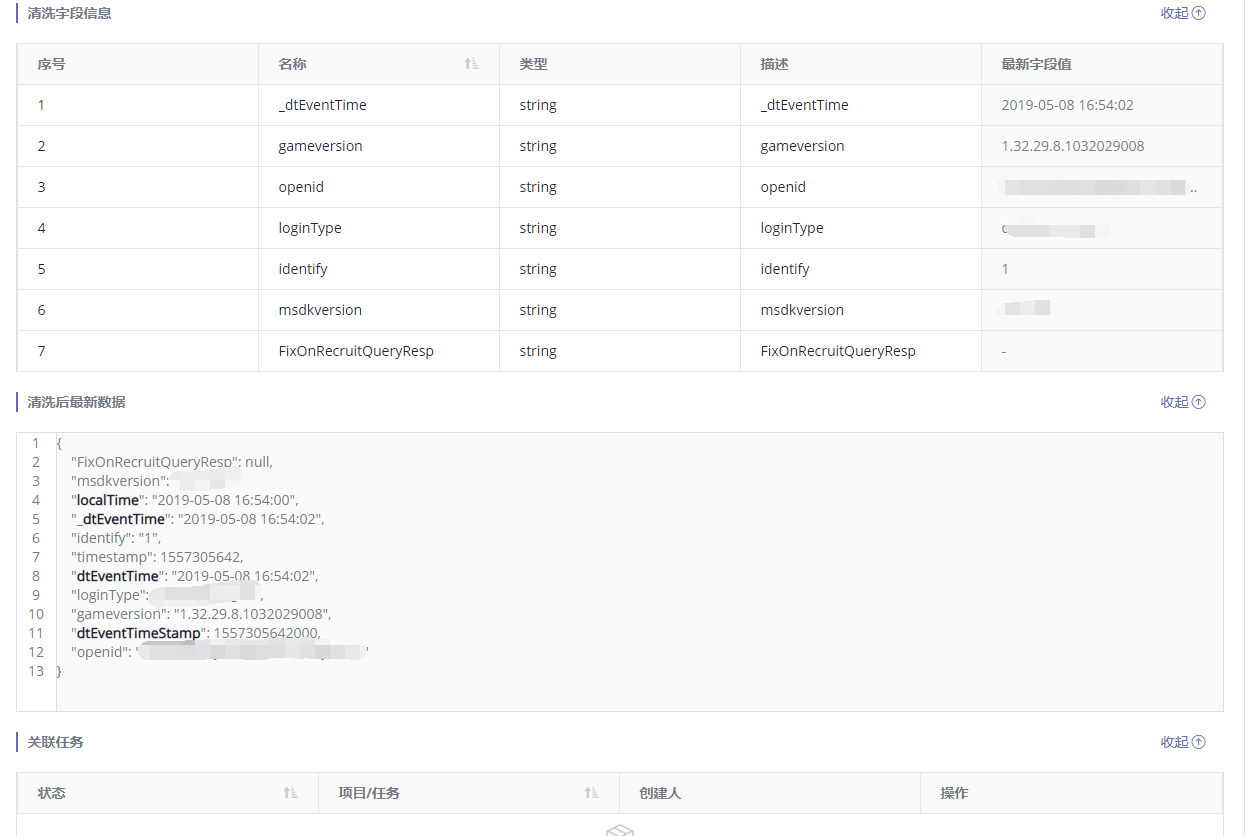 清洗字段信息 收起
序号 名称 类型 描述 最新字段值
1 _dtEventTime string _dtEventTime 2019-05-08 16:54:02
2 gameversion string gameversion 1.32.29.8.1032029008
3 openid string openid ..
4 loginType string loginType
5 identify string identify 1
6 msdkversion string msdkversion
7 FixOnRecruitQueryResp string FixOnRecruitQueryResp -
清洗后最新数据 收起
1 {
2 "FixOnRecruitQueryResp": null,
3 "msdkversion":
4 "localTime": "2019-05-08 16:54:00",
5 "_dtEventTime": "2019-05-08 16:54:02",
6 "identify": "1",
7 "timestamp": 1557305642,
8 "dtEventTime": "2019-05-08 16:54:02",
9 "loginType": ,
10 "gameversion": "1.32.29.8.1032029008",
11 "dtEventTimeStamp": 1557305642000,
12 "openid": "
13 }
关联任务 收起
状态 项目/任务 创建人 操作